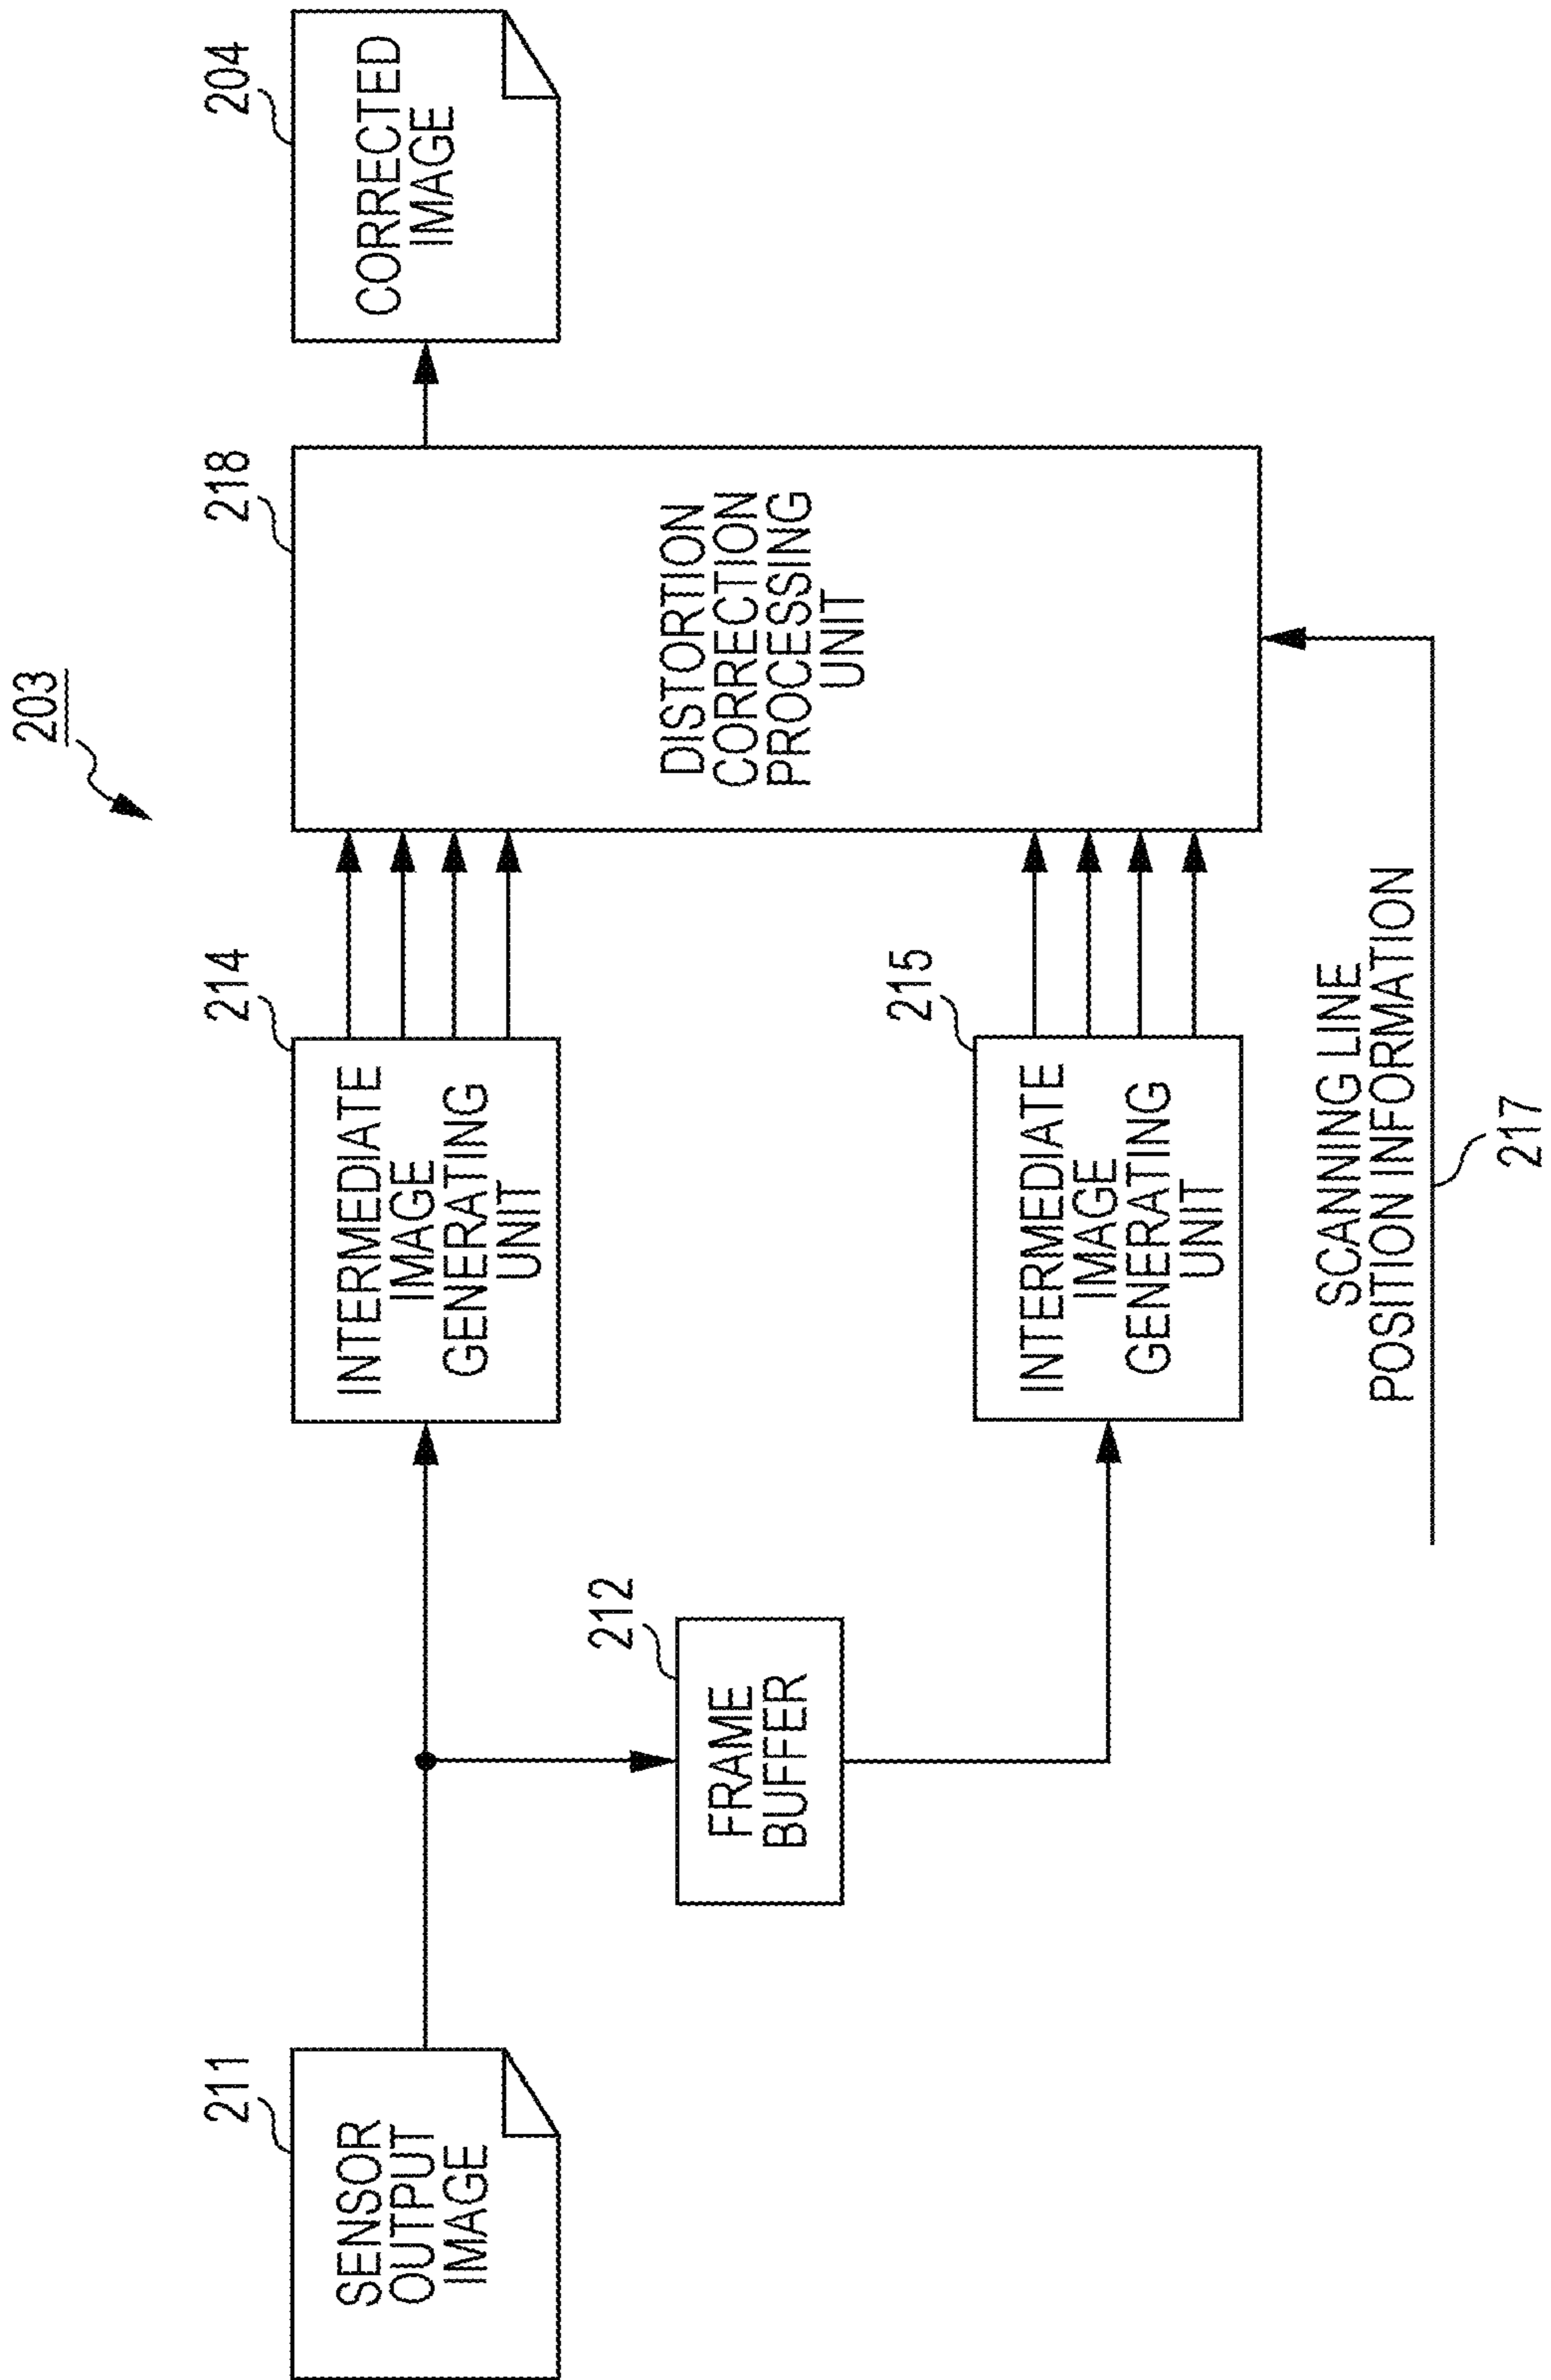 203
211
SENSOR
OUTPUT
IMAGE
212
FRAME
BUFFER
214
INTERMEDIATE
IMAGE
GENERATING
UNIT
215
INTERMEDIATE
IMAGE
GENERATING
UNIT
SCANNING LINE
POSITION INFORMATION
217
218
DISTORTION
CORRECTION
PROCESSING
UNIT
204
CORRECTED
IMAGE